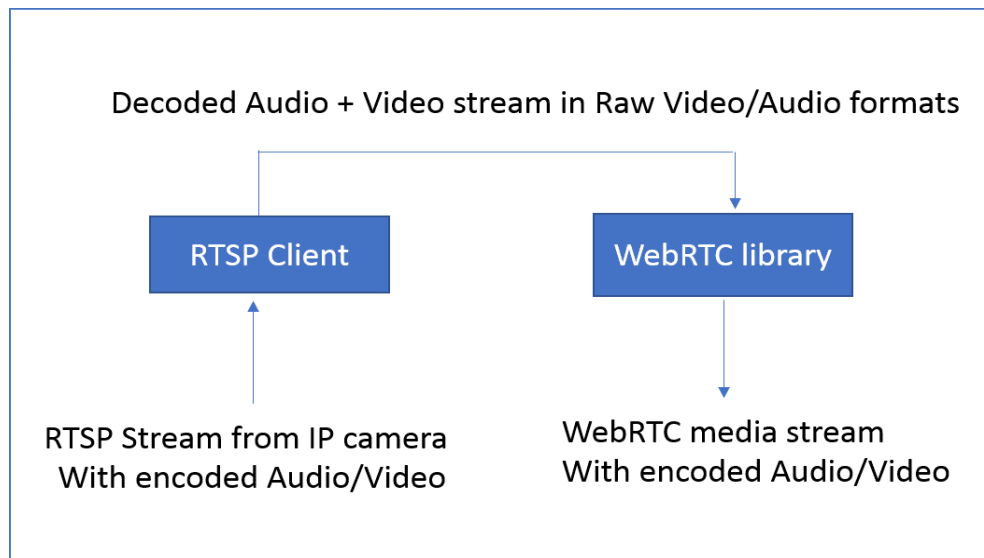 Decoded Audio + Video stream in Raw Video/Audio formats
RTSP Client
WebRTC library
RTSP Stream from IP camera
With encoded Audio/Video
WebRTC media stream
With encoded Audio/Video